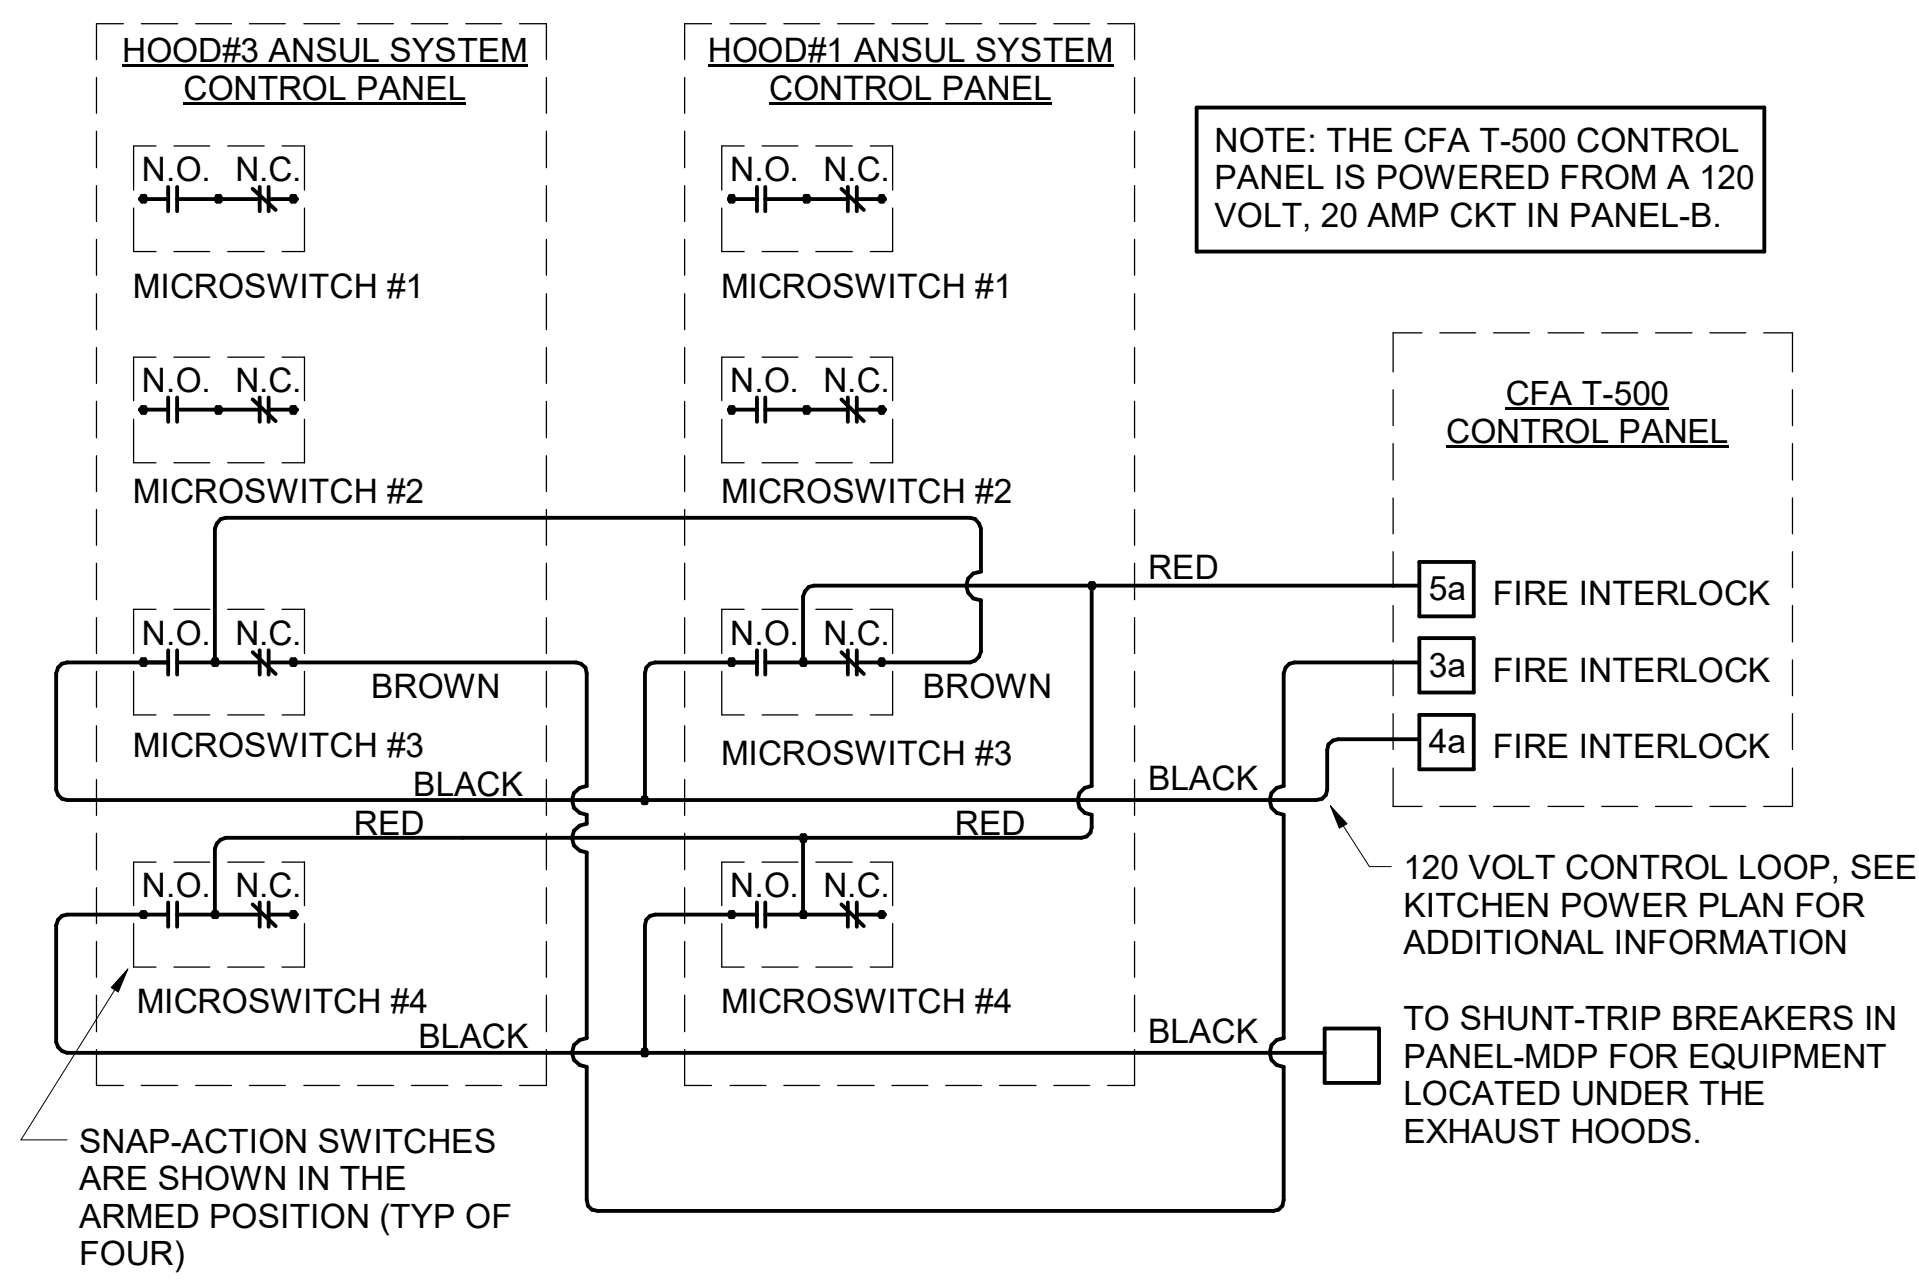 HOOD#3 ANSUL SYSTEM
CONTROL PANEL
N.O. N.C.
MICROSWITCH #1
N.O. N.C.
MICROSWITCH #2
N.O. N.C.
BROWN
MICROSWITCH #3
BLACK
RED
N.O. N.C.
MICROSWITCH #4
BLACK
SNAP-ACTION SWITCHES
ARE SHOWN IN THE
ARMED POSITION (TYP OF
FOUR)
HOOD#1 ANSUL SYSTEM
CONTROL PANEL
N.O. N.C.
MICROSWITCH #1
N.O. N.C.
MICROSWITCH #2
N.O. N.C.
BROWN
MICROSWITCH #3
RED
N.O. N.C.
MICROSWITCH #4
RED
BLACK
BLACK
NOTE: THE CFA T-500 CONTROL
PANEL IS POWERED FROM A 120
VOLT, 20 AMP CKT IN PANEL-B.
CFA T-500
CONTROL PANEL
5a FIRE INTERLOCK
3a FIRE INTERLOCK
4a FIRE INTERLOCK
120 VOLT CONTROL LOOP, SEE
KITCHEN POWER PLAN FOR
ADDITIONAL INFORMATION
TO SHUNT-TRIP BREAKERS IN
PANEL-MDP FOR EQUIPMENT
LOCATED UNDER THE
EXHAUST HOODS.